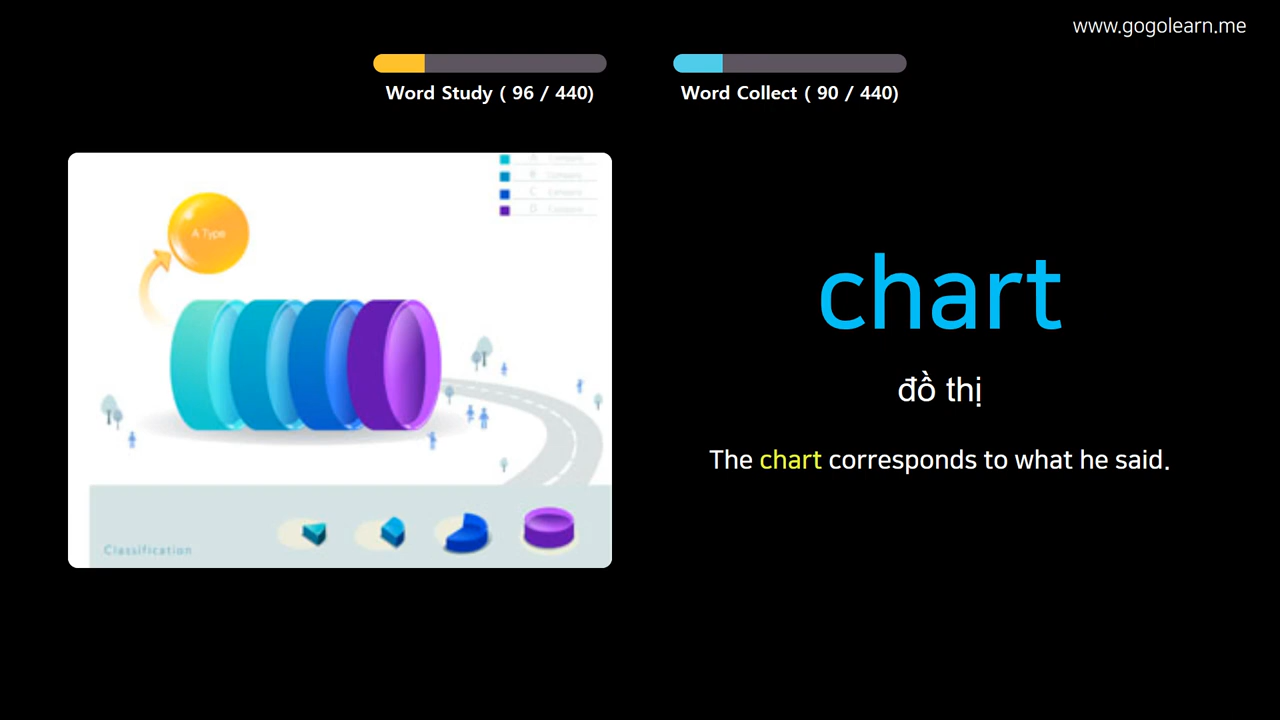 www.gogolearn.me
Word Study ( 96 / 440)
Word Collect ( 90 / 440)
A Type
A
B
C
D
chart
đồ thị
The chart corresponds to what he said.
Classification